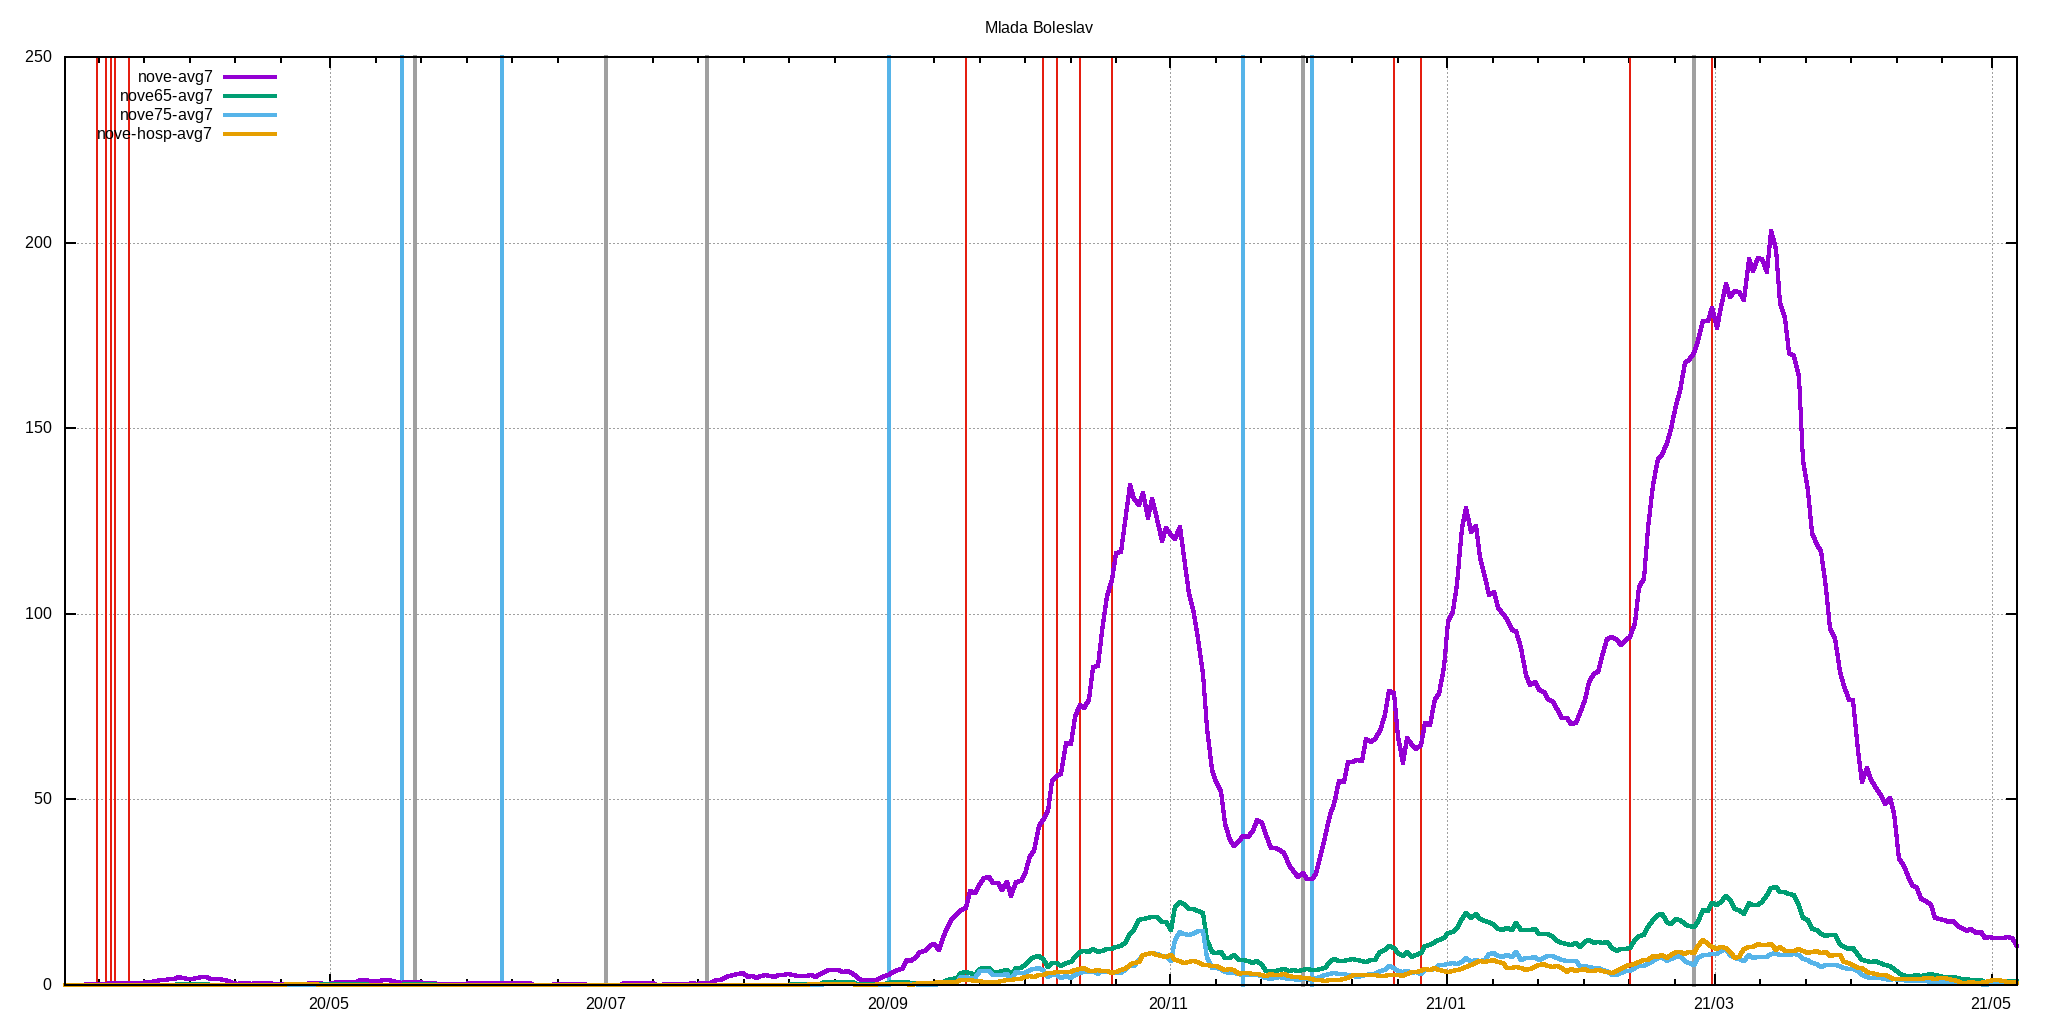 Mlada Boleslav
250
200
150
100
50
0
nove-avg7
nove65-avg7
nove75-avg7
nove-hosp-avg7
20/05 20/07 20/09 20/11 21/01 21/03 21/05